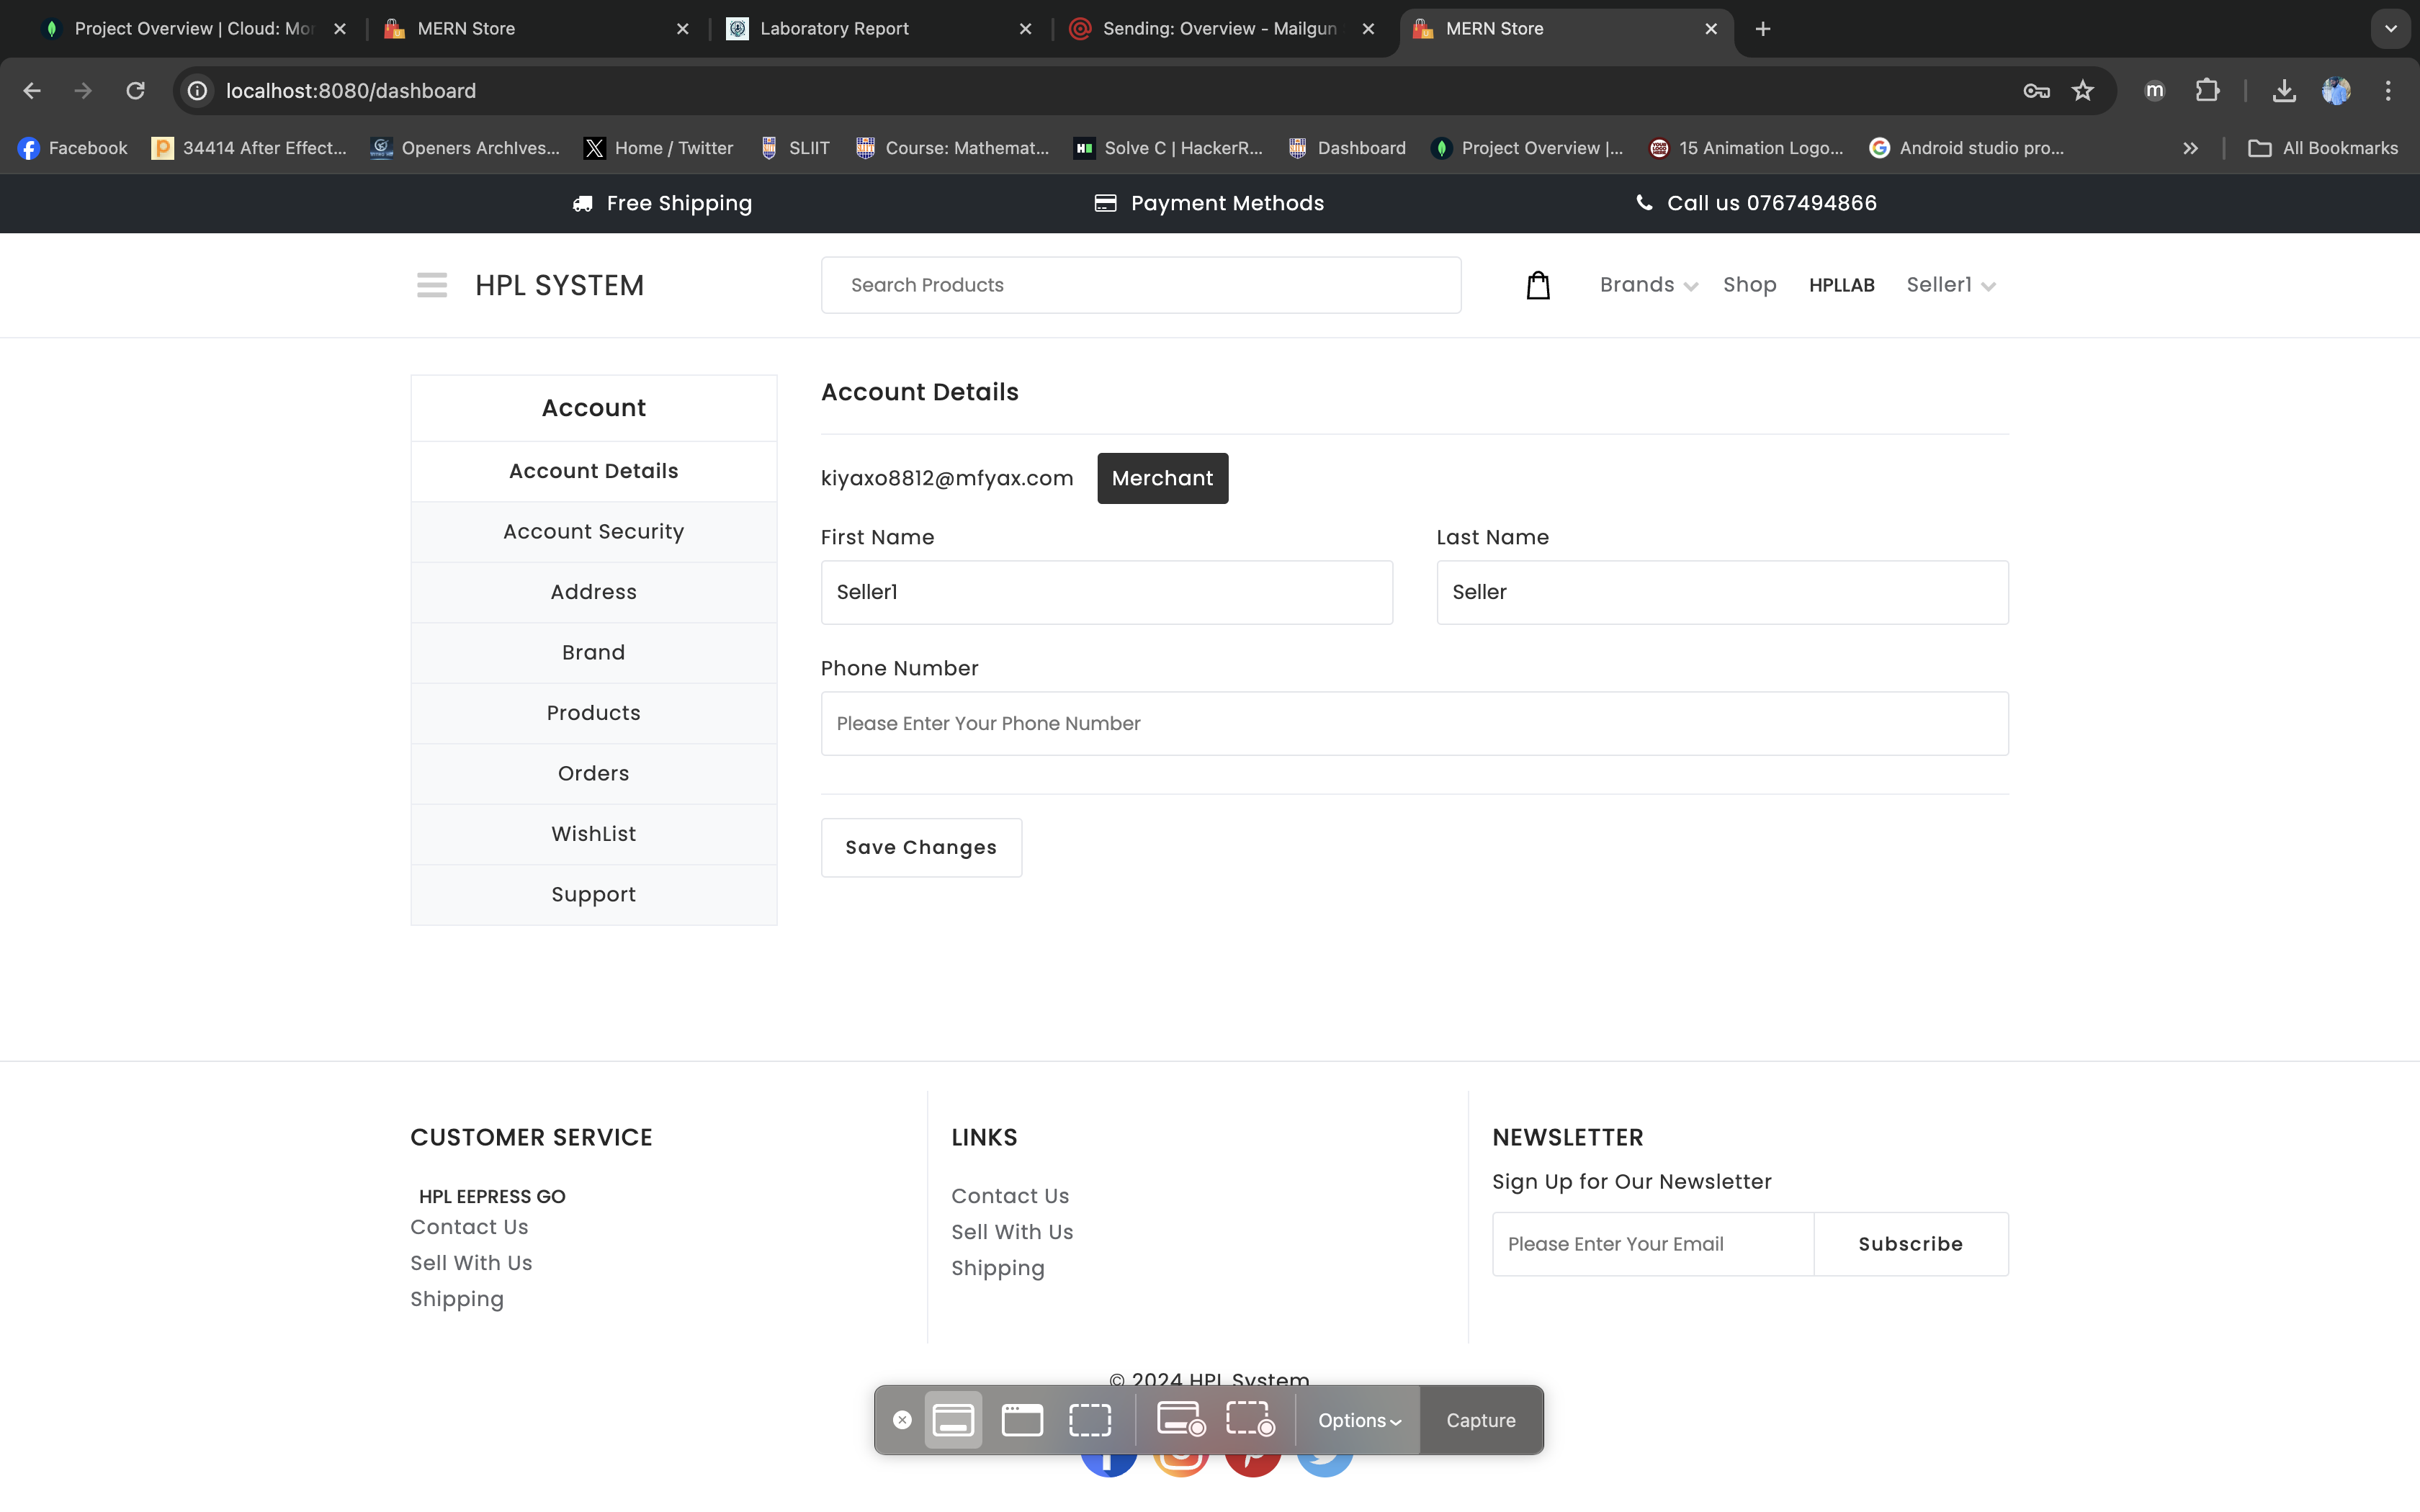 Project Overview | Cloud: Mor
MERN Store
Laboratory Report
Sending: Overview - Mailgun
MERN Store
localhost:8080/dashboard
m
Facebook
34414 After Effect...
Openers ArchIves...
Home / Twitter
SLIIT
Course: Mathemat...
Solve C | HackerR...
Dashboard
Project Overview |...
15 Animation Logo...
Android studio pro...
All Bookmarks
Free Shipping
Payment Methods
Call us 0767494866
HPL SYSTEM
Search Products
Brands
Shop
HPLLAB
Seller1
Account
Account Details
Account Security
Address
Brand
Products
Orders
WishList
Support
Account Details
kiyaxo8812@mfyax.com
Merchant
First Name
Last Name
Seller1
Seller
Phone Number
Please Enter Your Phone Number
Save Changes
CUSTOMER SERVICE
HPL EEPRESS GO
Contact Us
Sell With Us
Shipping
LINKS
Contact Us
Sell With Us
Shipping
NEWSLETTER
Sign Up for Our Newsletter
Please Enter Your Email
Subscribe
© 2024 HPL System
Options
Capture